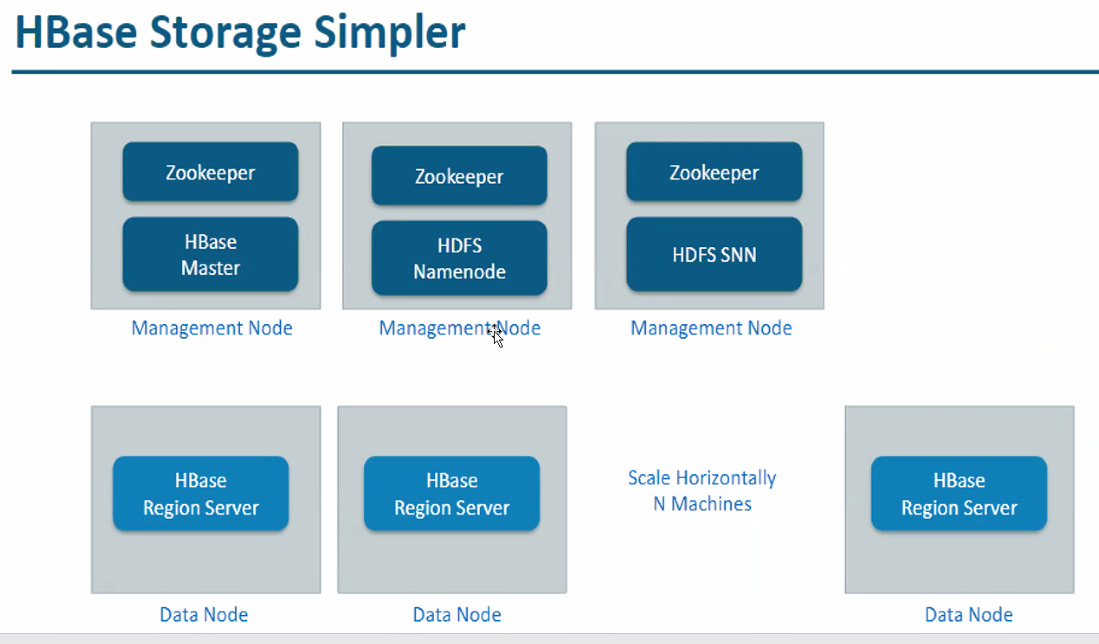 HBase Storage Simpler
Zookeeper
HBase
Master
Management Node
Zookeeper
HDFS
Namenode
Management Node
Zookeeper
HDFS SNN
Management Node
HBase
Region Server
Data Node
HBase
Region Server
Data Node
Scale Horizontally
N Machines
HBase
Region Server
Data Node